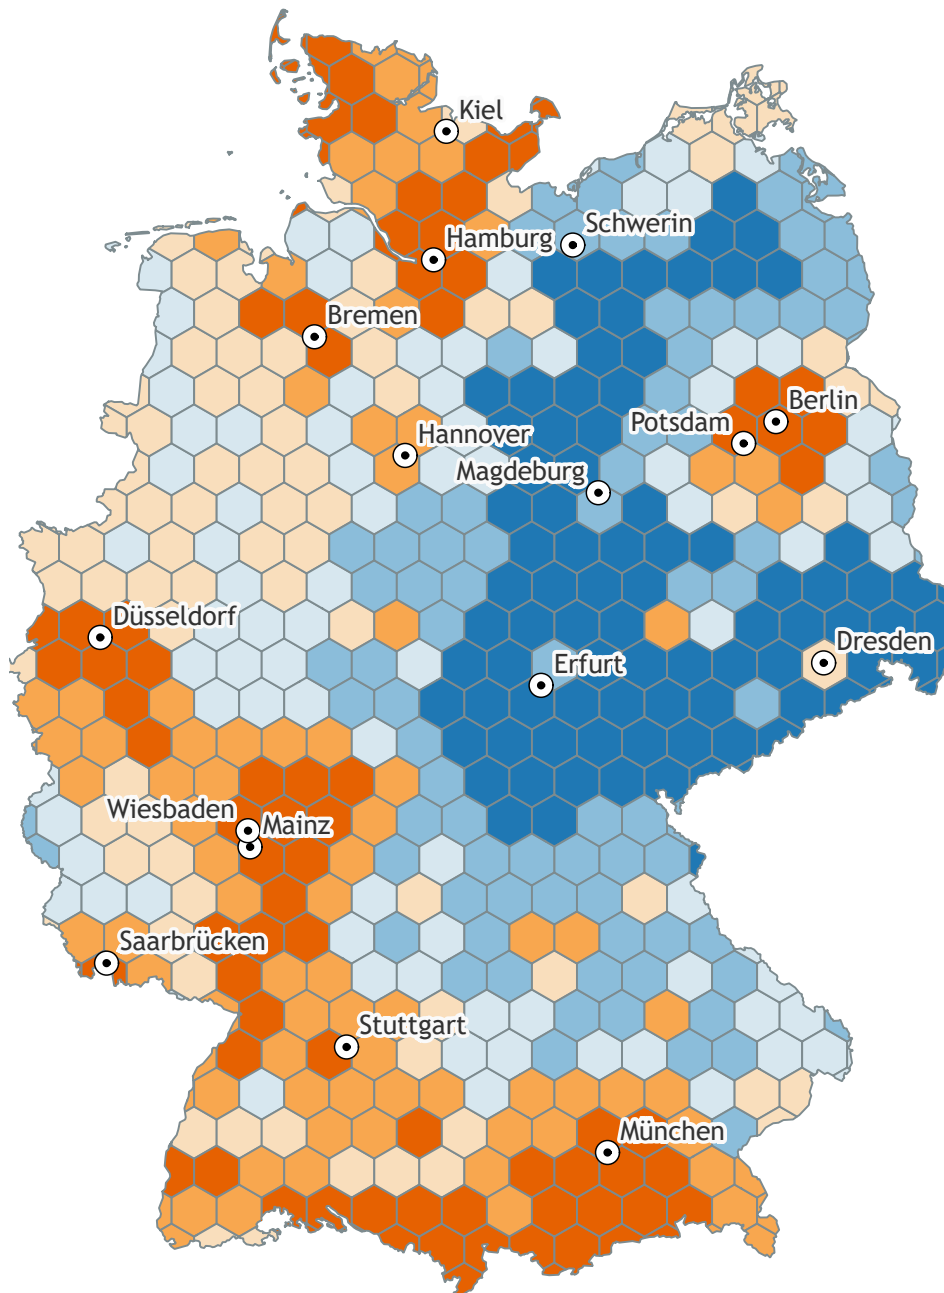 Kiel
Schwerin
Hamburg
Bremen
Berlin
Potsdam
Hannover
Magdeburg
Düsseldorf
Dresden
Erfurt
Wiesbaden
Mainz
Saarbrücken
Stuttgart
München